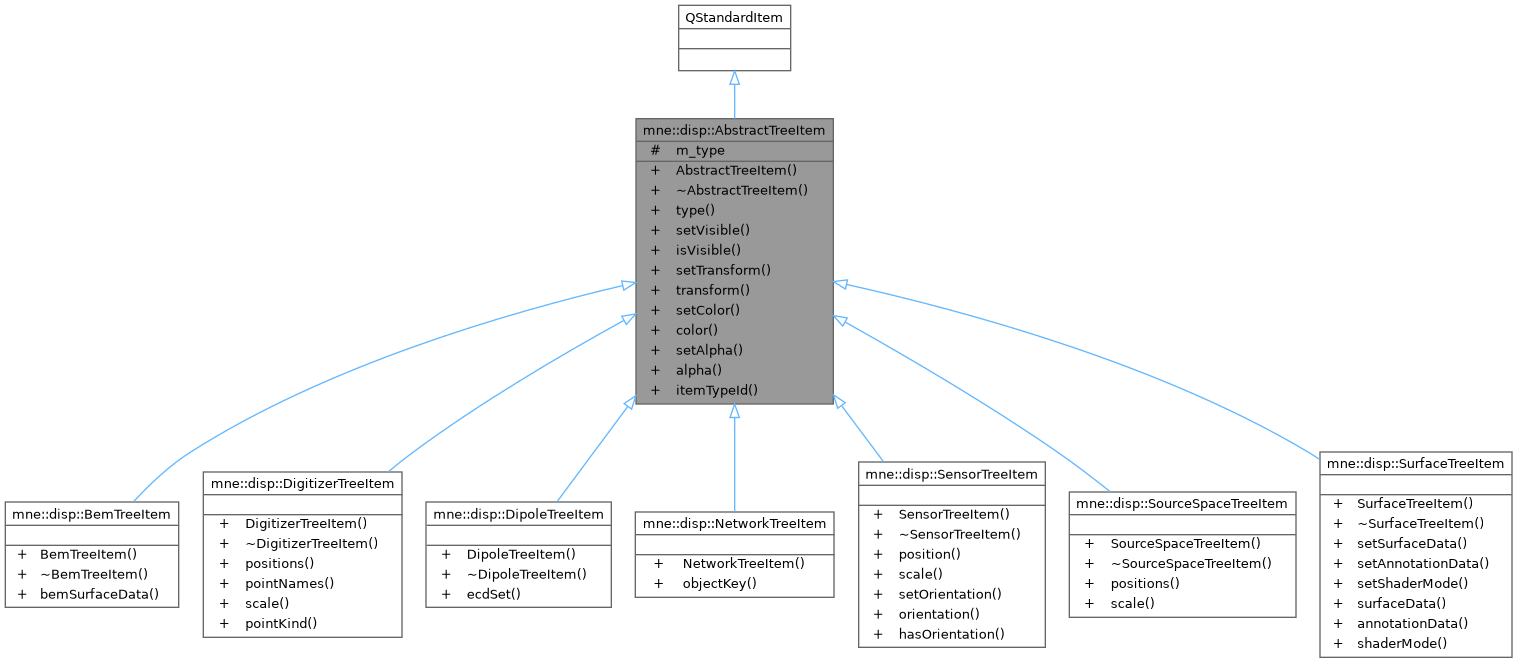 QStandardItem
mne::disp::AbstractTreeItem
# m_type
+ AbstractTreeItem()
+ ~AbstractTreeItem()
+ type()
+ setVisible()
+ isVisible()
+ setTransform()
+ transform()
+ setColor()
+ color()
+ setAlpha()
+ alpha()
+ itemTypeId()
mne::disp::BemTreeItem
+ BemTreeItem()
+ ~BemTreeItem()
+ bemSurfaceData()
mne::disp::DigitizerTreeItem
+ DigitizerTreeItem()
+ ~DigitizerTreeItem()
+ positions()
+ pointNames()
+ scale()
+ pointKind()
mne::disp::DipoleTreeItem
+ DipoleTreeItem()
+ ~DipoleTreeItem()
+ ecdSet()
mne::disp::NetworkTreeItem
+ NetworkTreeItem()
+ objectKey()
mne::disp::SensorTreeItem
+ SensorTreeItem()
+ ~SensorTreeItem()
+ position()
+ scale()
+ setOrientation()
+ orientation()
+ hasOrientation()
mne::disp::SourceSpaceTreeItem
+ SourceSpaceTreeItem()
+ ~SourceSpaceTreeItem()
+ positions()
+ scale()
mne::disp::SurfaceTreeItem
+ SurfaceTreeItem()
+ ~SurfaceTreeItem()
+ setSurfaceData()
+ setAnnotationData()
+ setShaderMode()
+ surfaceData()
+ annotationData()
+ shaderMode()